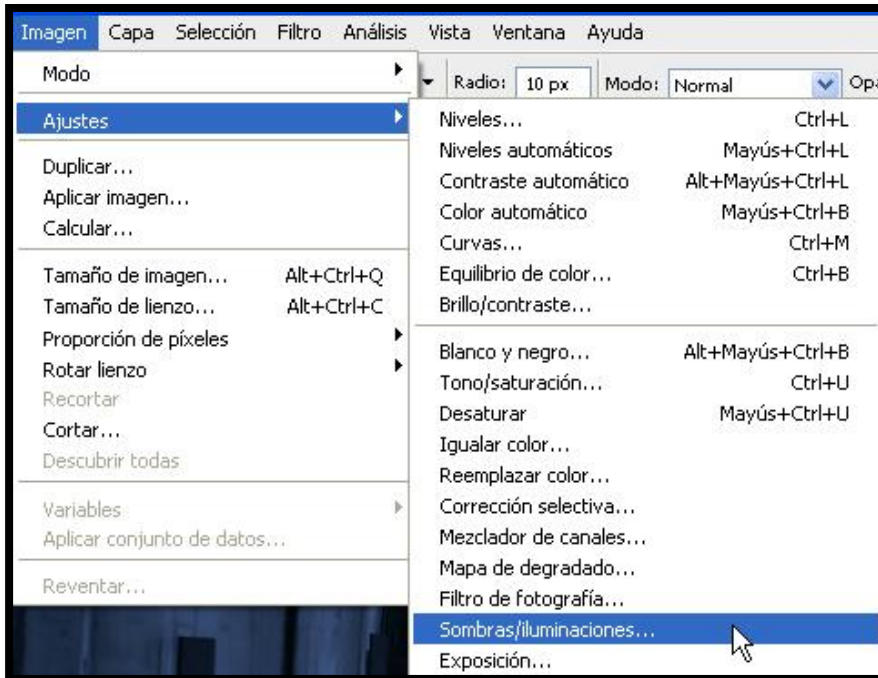 Imagen Capa Selección Filtro Análisis Vista Ventana Ayuda
Radio: 10 px Modo: Normal
Modo
Ajustes
Duplicar...
Aplicar imagen...
Calcular...
Tamaño de imagen... Alt+Ctrl+Q
Tamaño de lienzo... Alt+Ctrl+C
Proporción de píxeles
Rotar lienzo
Recortar
Cortar...
Descubrir todas
Variables
Aplicar conjunto de datos...
Reventar...
Niveles... Ctrl+L
Niveles automáticos Mayús+Ctrl+L
Contraste automático Alt+Mayús+Ctrl+L
Color automático Mayús+Ctrl+B
Curvas... Ctrl+M
Equilibrio de color... Ctrl+B
Brillo/contraste...
Blanco y negro... Alt+Mayús+Ctrl+B
Tono/saturación... Ctrl+U
Desaturar Mayús+Ctrl+U
Igualar color...
Reemplazar color...
Corrección selectiva...
Mezclador de canales...
Mapa de degradado...
Filtro de fotografía...
Sombras/iluminaciones...
Exposición...